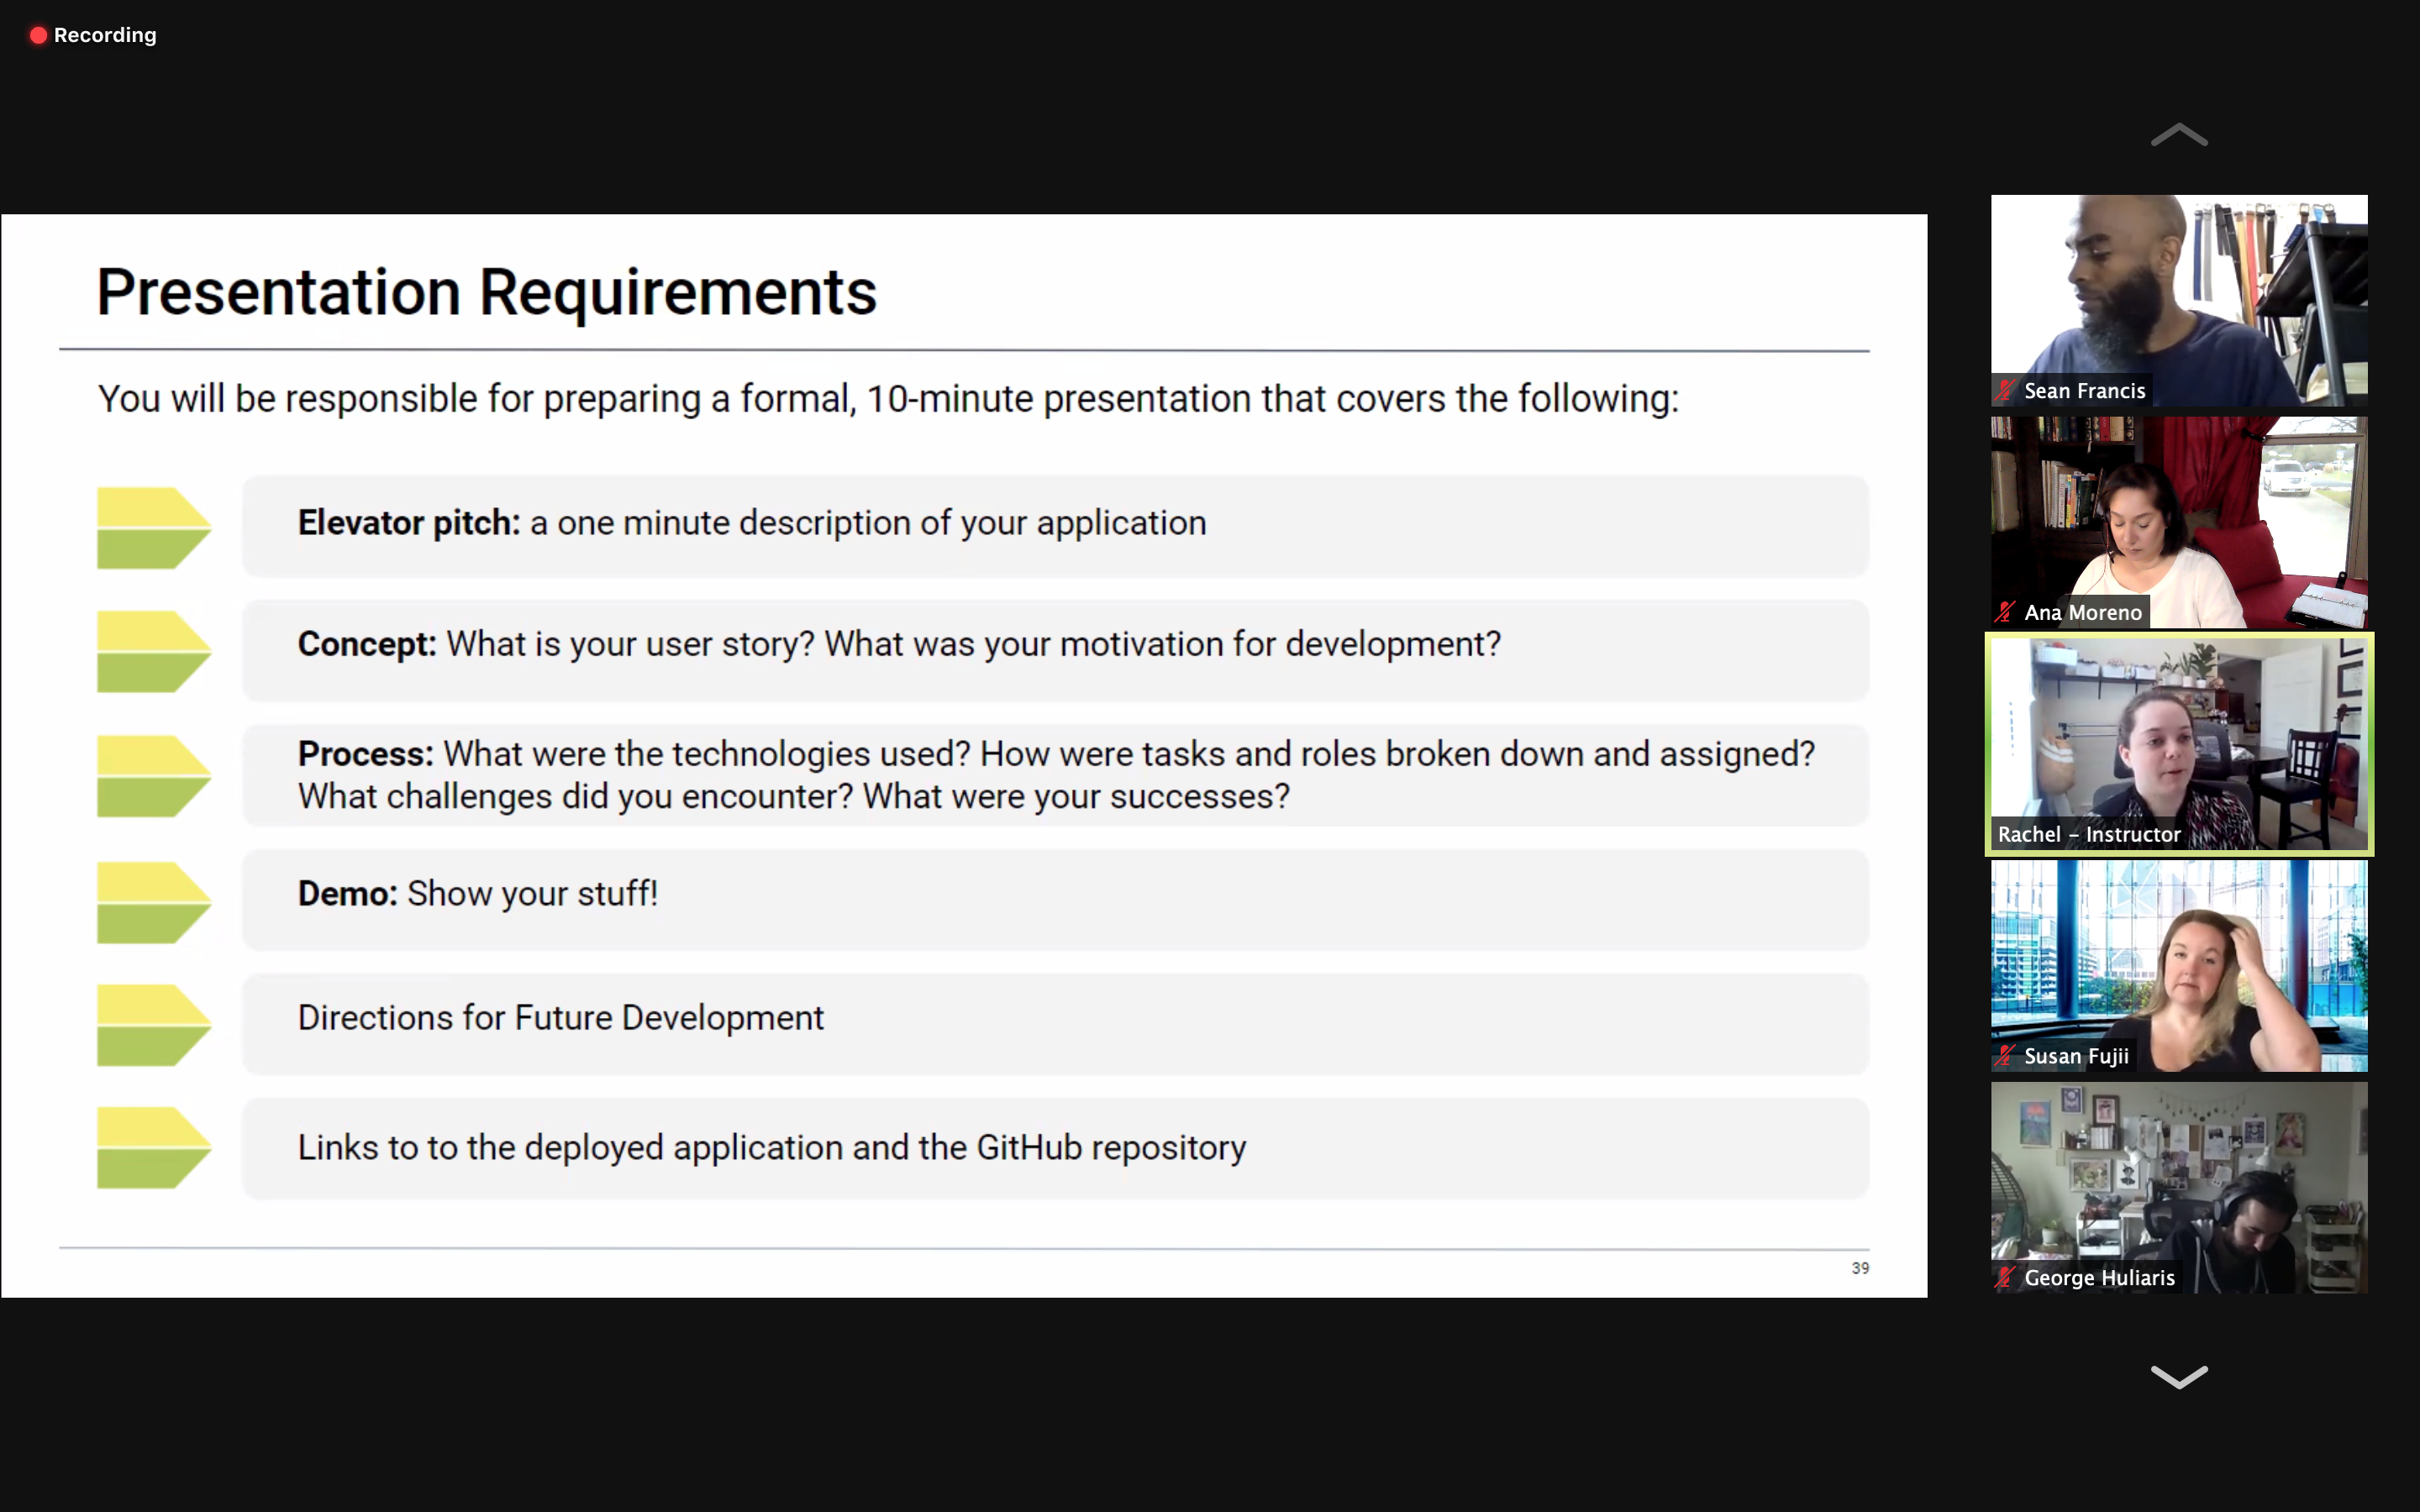 Recording
Presentation Requirements
You will be responsible for preparing a formal, 10-minute presentation that covers the following:
Elevator pitch: a one minute description of your application
Concept: What is your user story? What was your motivation for development?
Process: What were the technologies used? How were tasks and roles broken down and assigned?
What challenges did you encounter? What were your successes?
Demo: Show your stuff!
Directions for Future Development
Links to to the deployed application and the GitHub repository
39
Sean Francis
Ana Moreno
Rachel – Instructor
Susan Fujii
George Huliaris